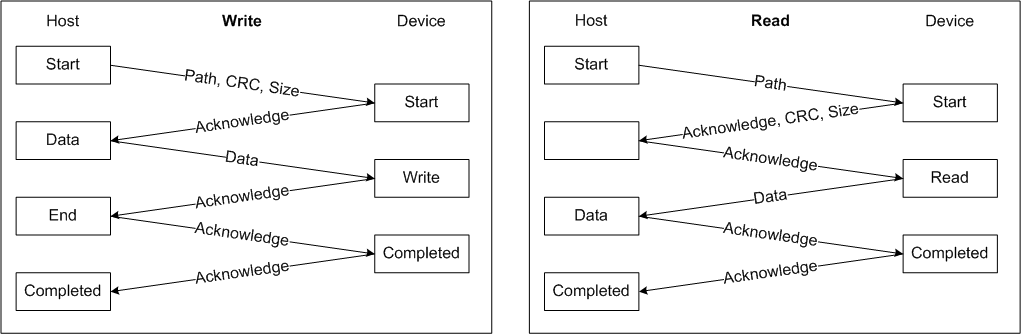 Host Write Device
Start
Path, CRC, Size
Start
Acknowledge
Data
Data
Write
Acknowledge
End
Acknowledge
Completed
Acknowledge
Completed
Host Read Device
Start
Path
Start
Acknowledge, CRC, Size
Acknowledge
Read
Data
Data
Acknowledge
Completed
Acknowledge
Completed